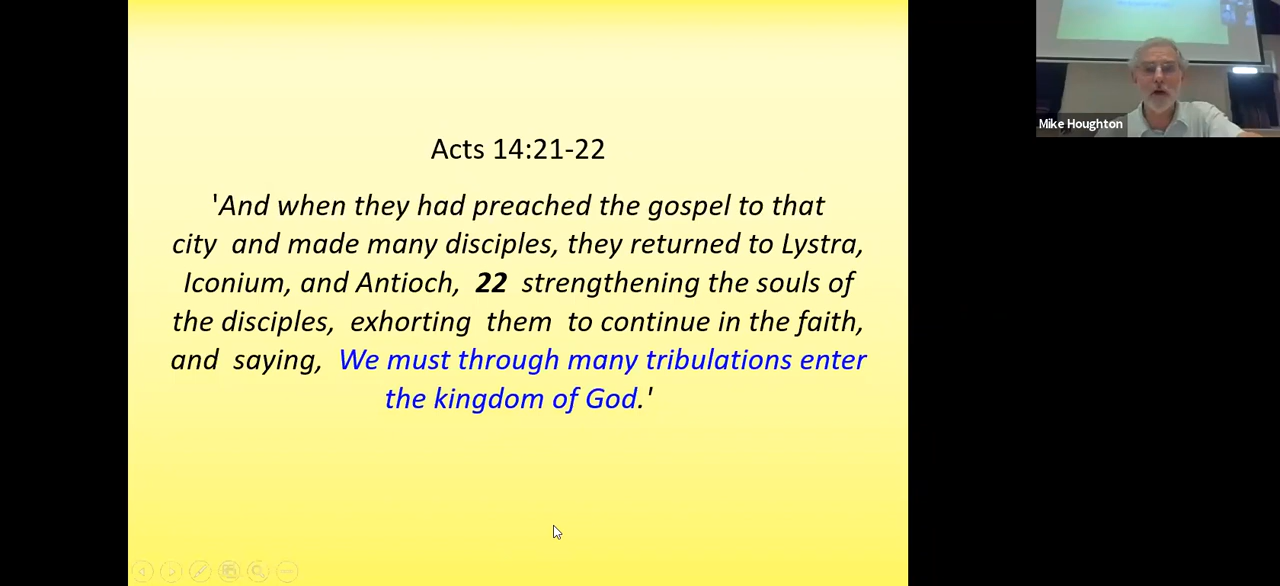 Acts 14:21-22
'And when they had preached the gospel to that
city and made many disciples, they returned to Lystra,
Iconium, and Antioch, 22 strengthening the souls of
the disciples, exhorting them to continue in the faith,
and saying, We must through many tribulations enter
the kingdom of God.'
Mike Houghton